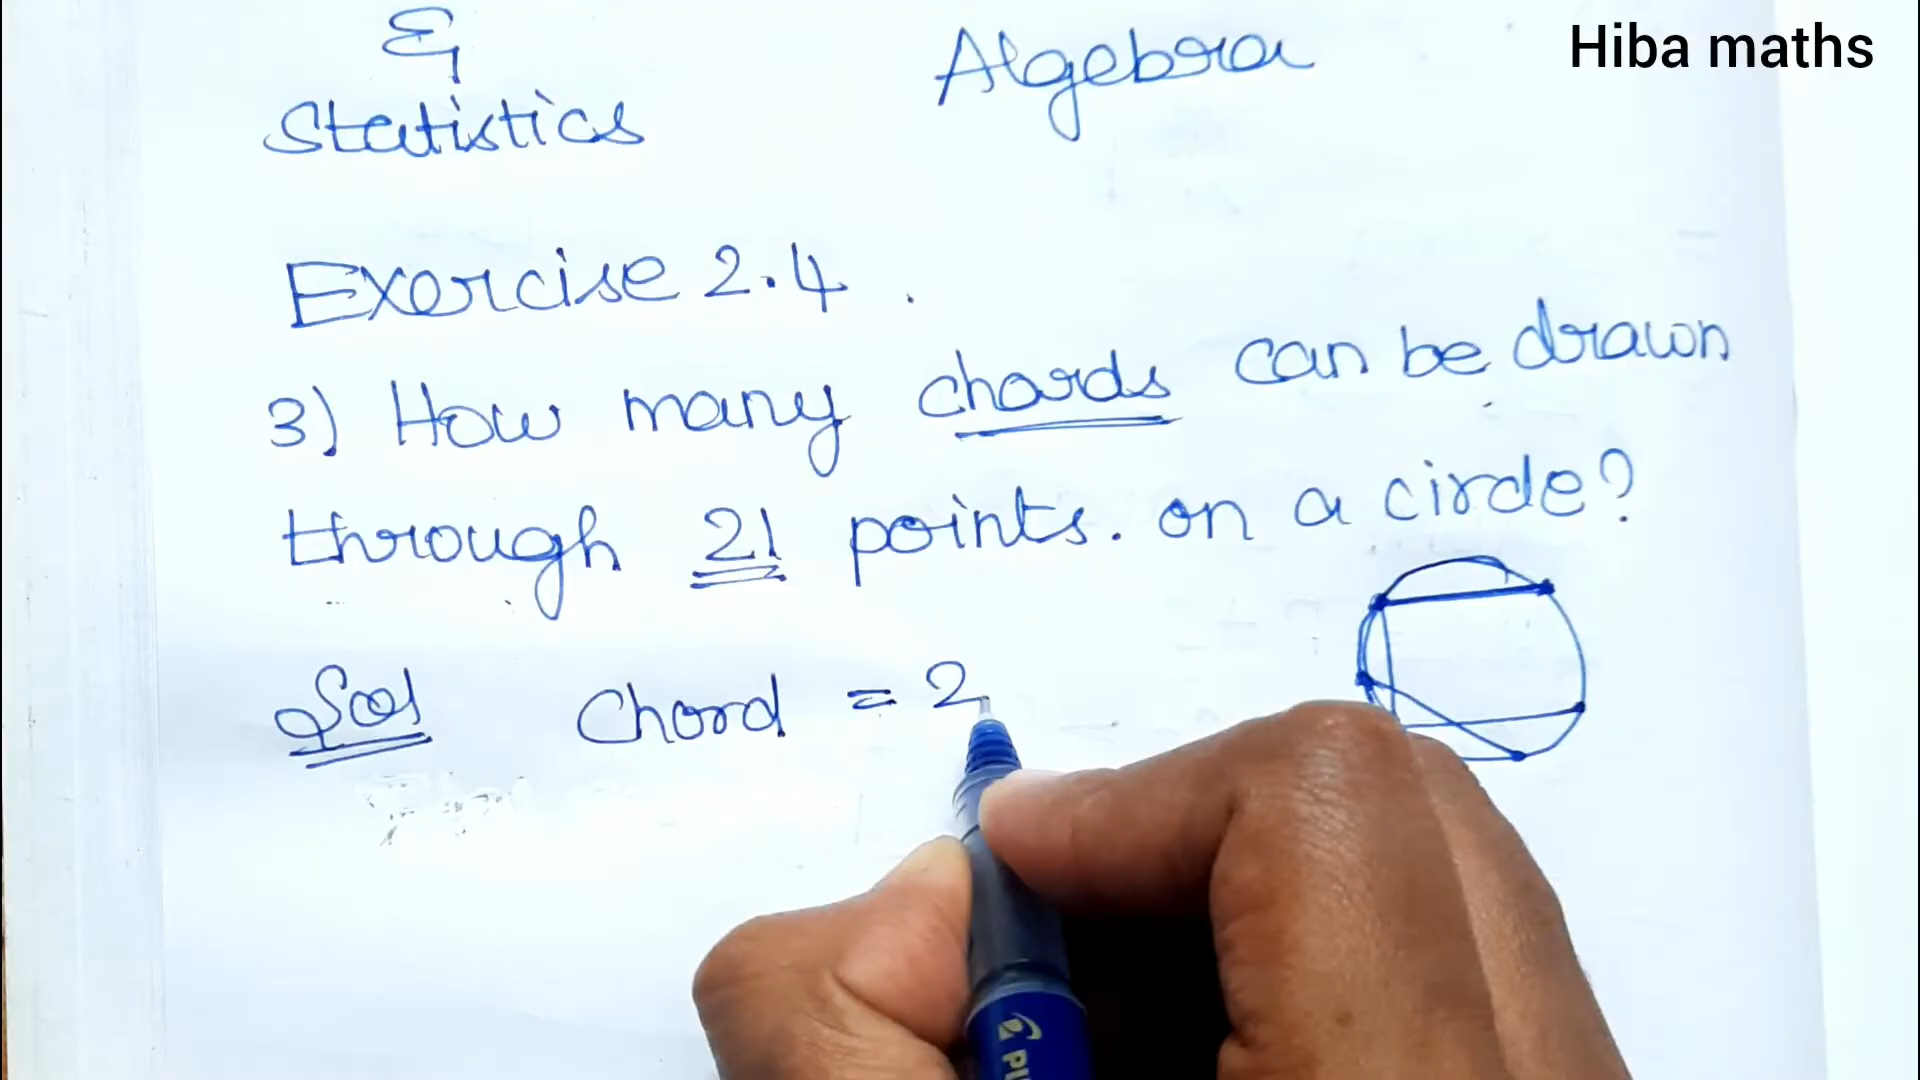 Hiba maths
&
Statistics
Algebra
Exercise 2.4.
3) How many chords can be drawn
through 21 points. on a circle?
Sol Chord = 2